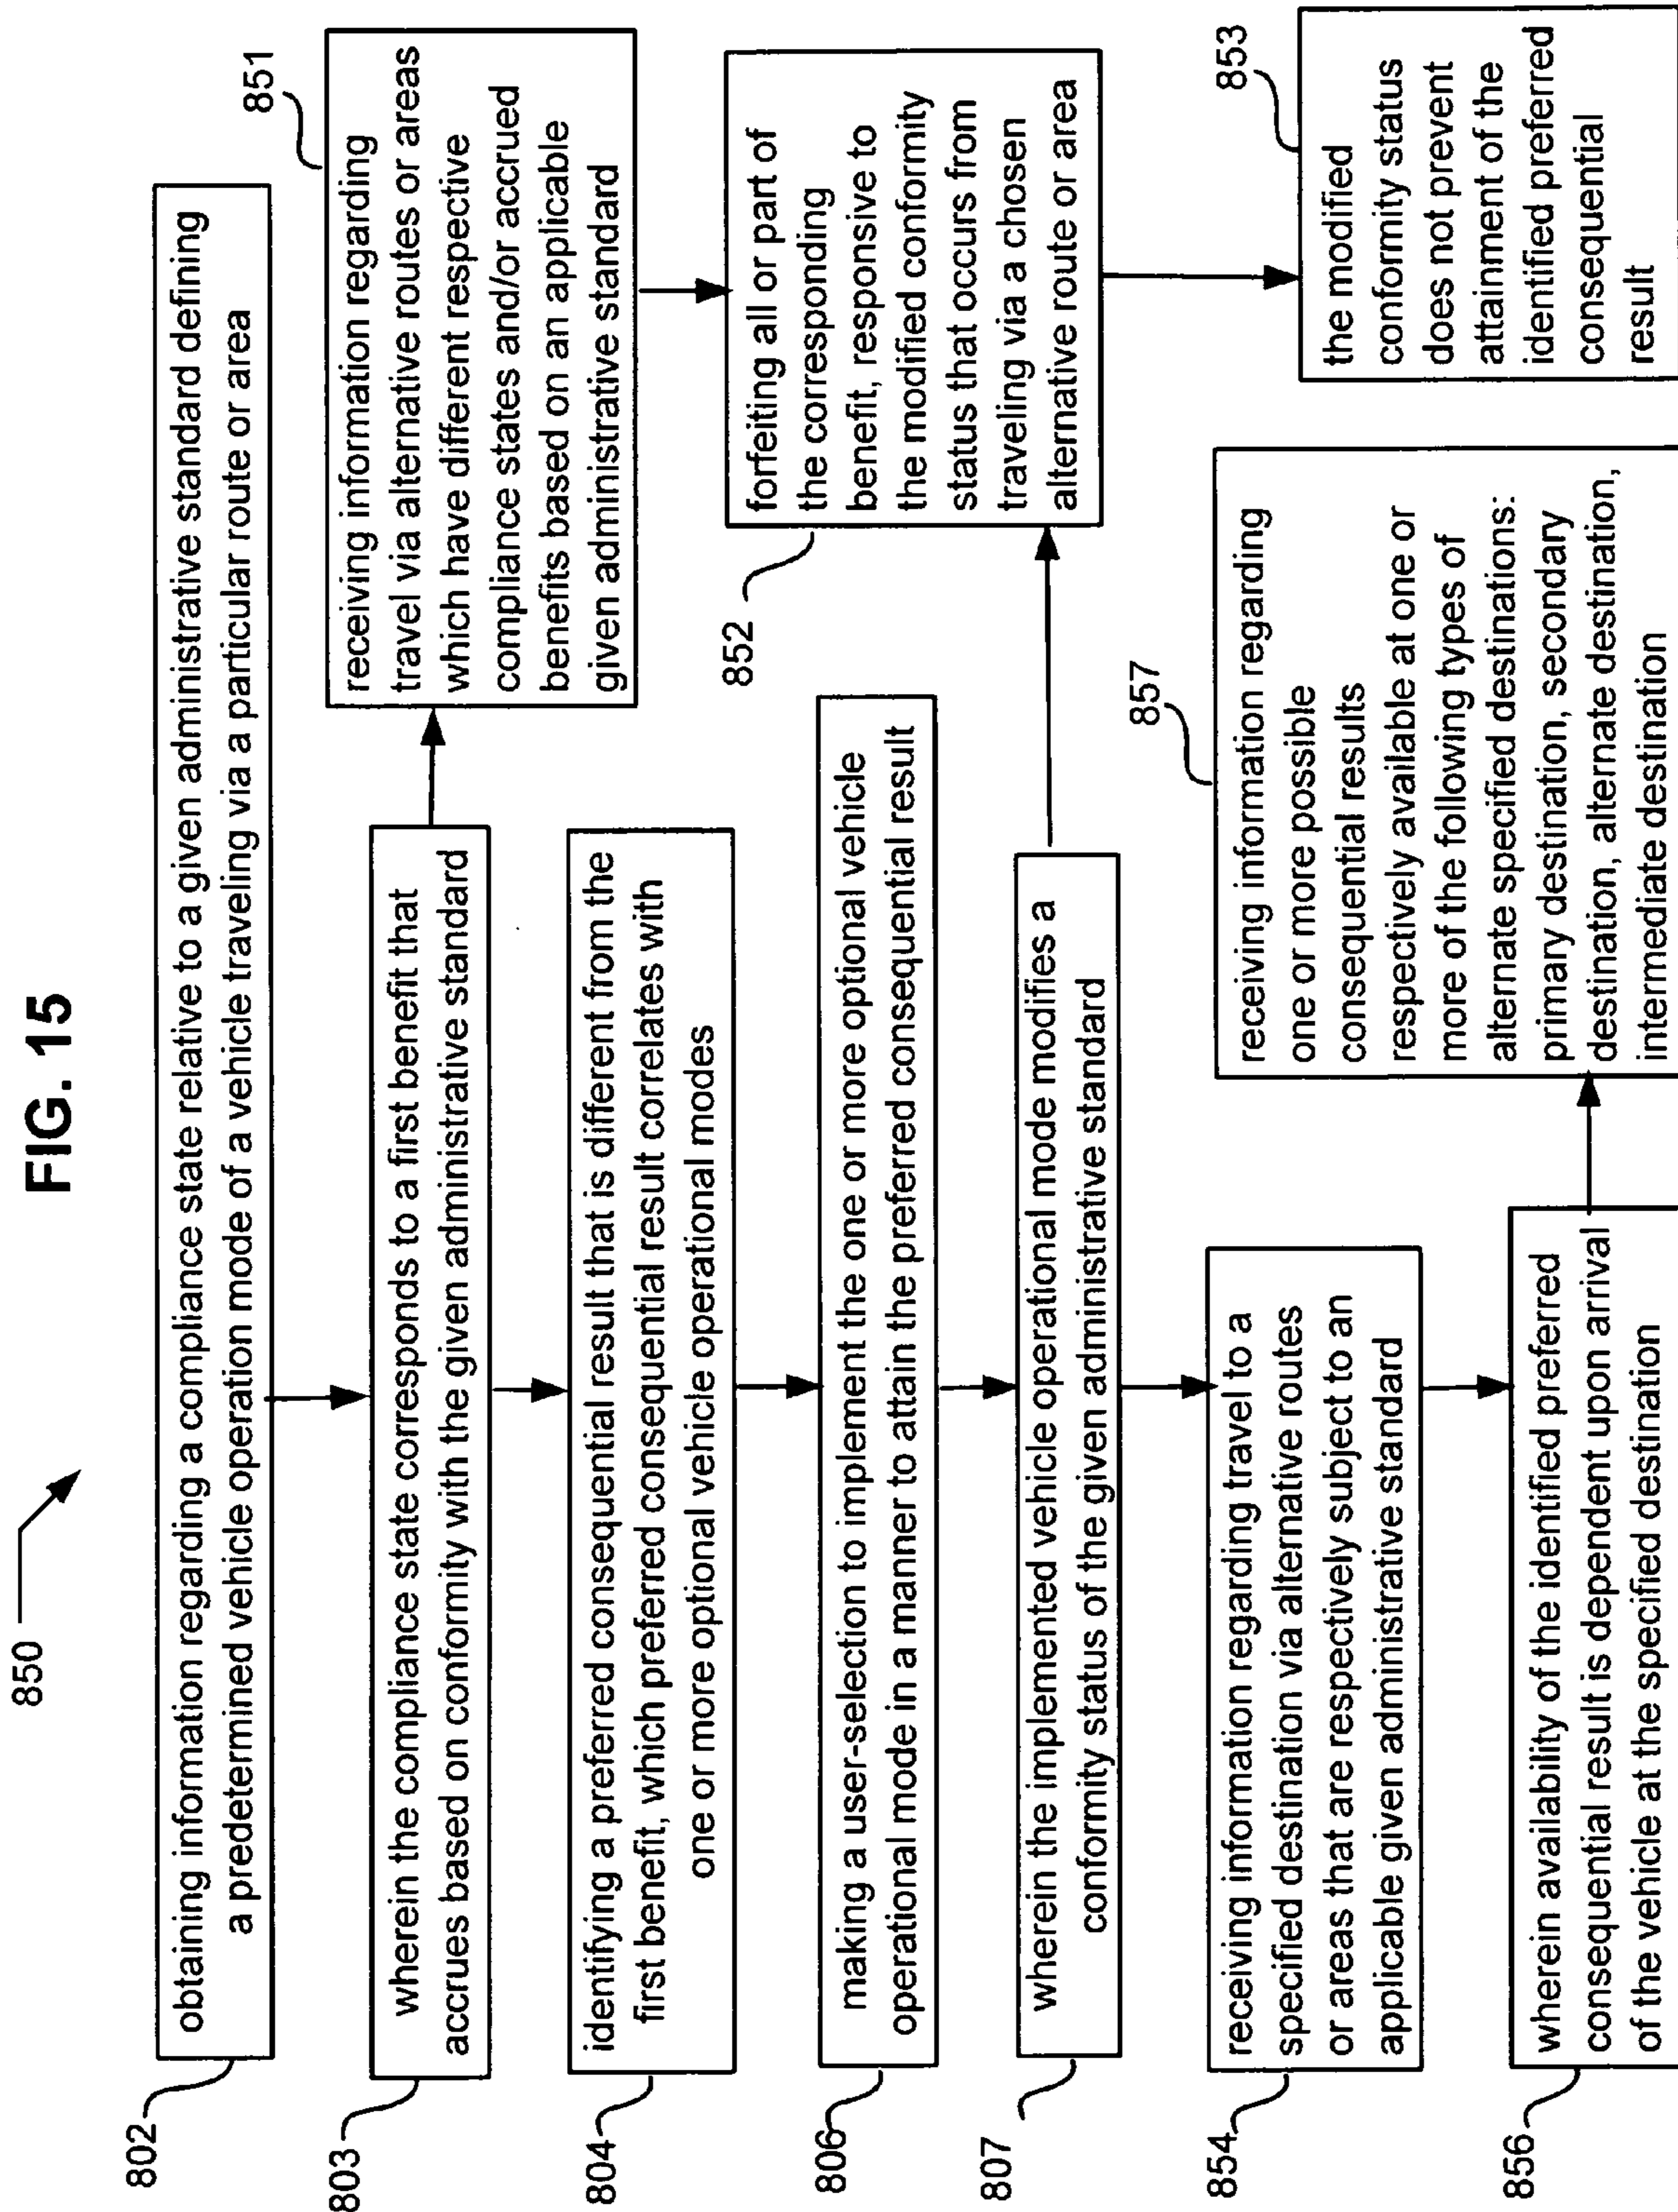 850
FIG. 15
802
obtaining information regarding a compliance state relative to a given administrative standard defining
a predetermined vehicle operation mode of a vehicle traveling via a particular route or area
803
wherein the compliance state corresponds to a first benefit that
accrues based on conformity with the given administrative standard
851
receiving information regarding
travel via alternative routes or areas
which have different respective
compliance states and/or accrued
benefits based on an applicable
given administrative standard
804
identifying a preferred consequential result that is different from the
first benefit, which preferred consequential result correlates with
one or more optional vehicle operational modes
852
forfeiting all or part of
the corresponding
benefit, responsive to
the modified conformity
status that occurs from
traveling via a chosen
alternative route or area
806
making a user-selection to implement the one or more optional vehicle
operational mode in a manner to attain the preferred consequential result
807
wherein the implemented vehicle operational mode modifies a
conformity status of the given administrative standard
853
the modified
conformity status
does not prevent
attainment of the
identified preferred
consequential
result
854
receiving information regarding travel to a
specified destination via alternative routes
or areas that are respectively subject to an
applicable given administrative standard
857
receiving information regarding
one or more possible
consequential results
respectively available at one or
more of the following types of
alternate specified destinations:
primary destination, secondary
destination, alternate destination,
intermediate destination
856
wherein availability of the identified preferred
consequential result is dependent upon arrival
of the vehicle at the specified destination